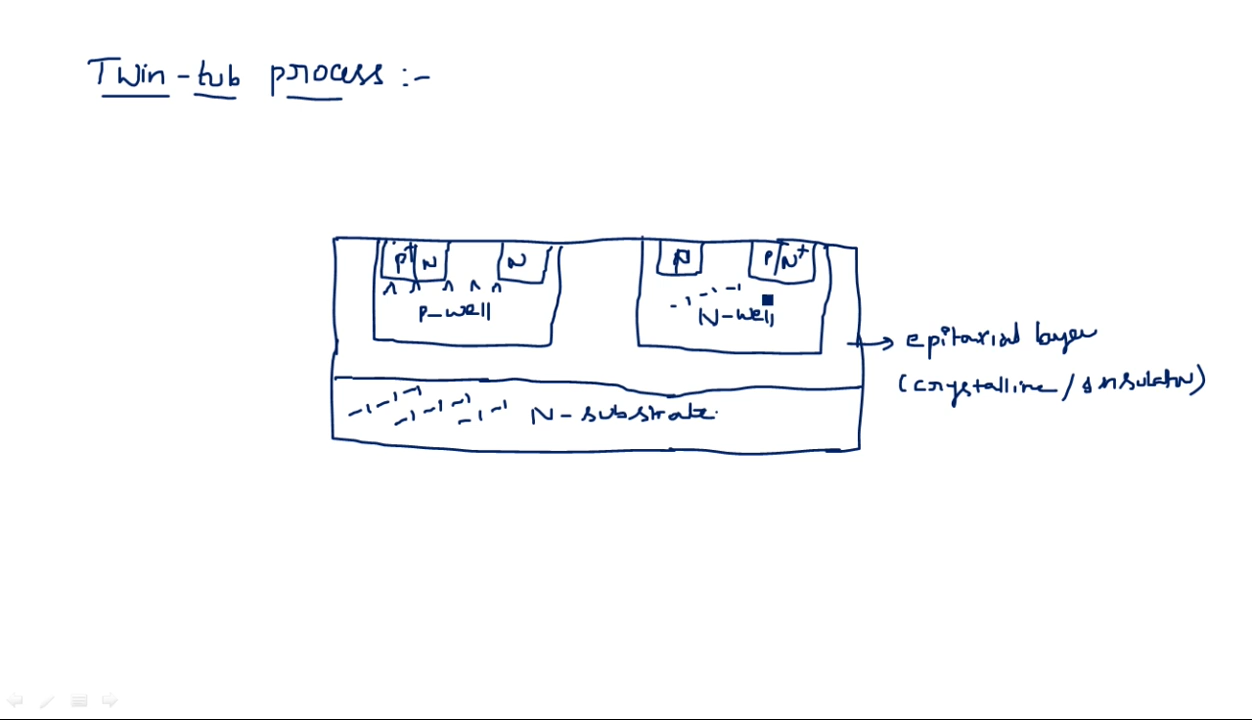 Twin-tub process :-
P+ N N P P/N+
P-well N-well
epitaxial layer
(crystalline/Insulator)
N-substrate.